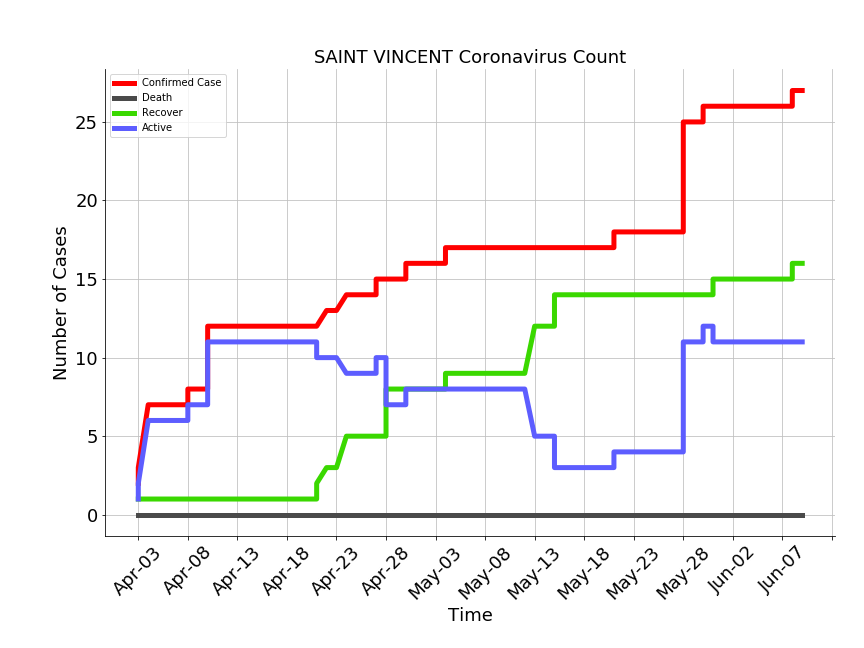 SAINT VINCENT Coronavirus Count
Confirmed Case
Death
Recover
Active
Number of Cases
25
20
15
10
5
0
Apr-03
Apr-08
Apr-13
Apr-18
Apr-23
Apr-28
May-03
May-08
May-13
May-18
May-23
May-28
Jun-02
Jun-07
Time